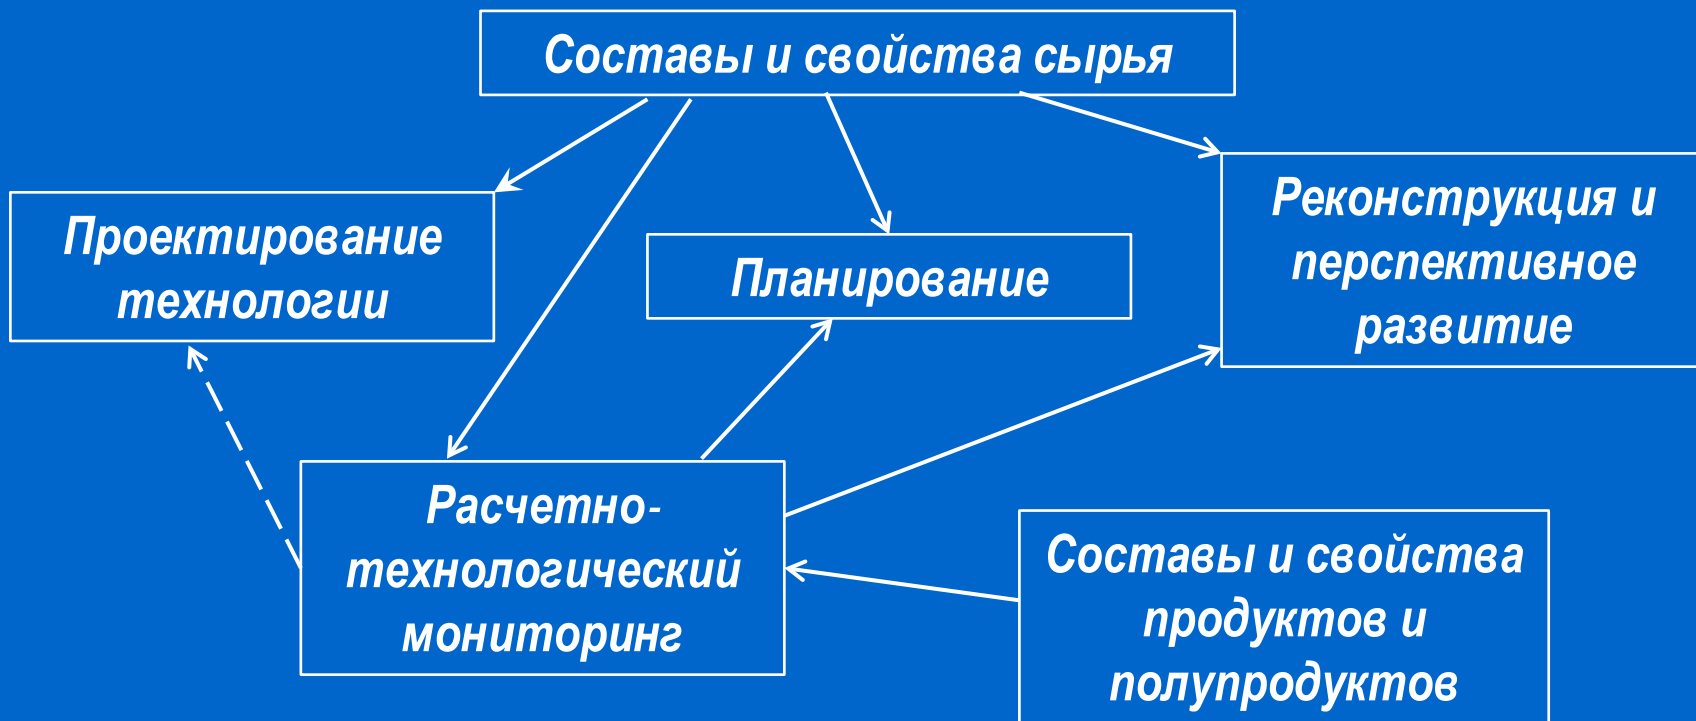 Составы и свойства сырья
Проектирование
технологии
Планирование
Реконструкция и
перспективное
развитие
Расчетно-
технологический
мониторинг
Составы и свойства
продуктов и
полупродуктов